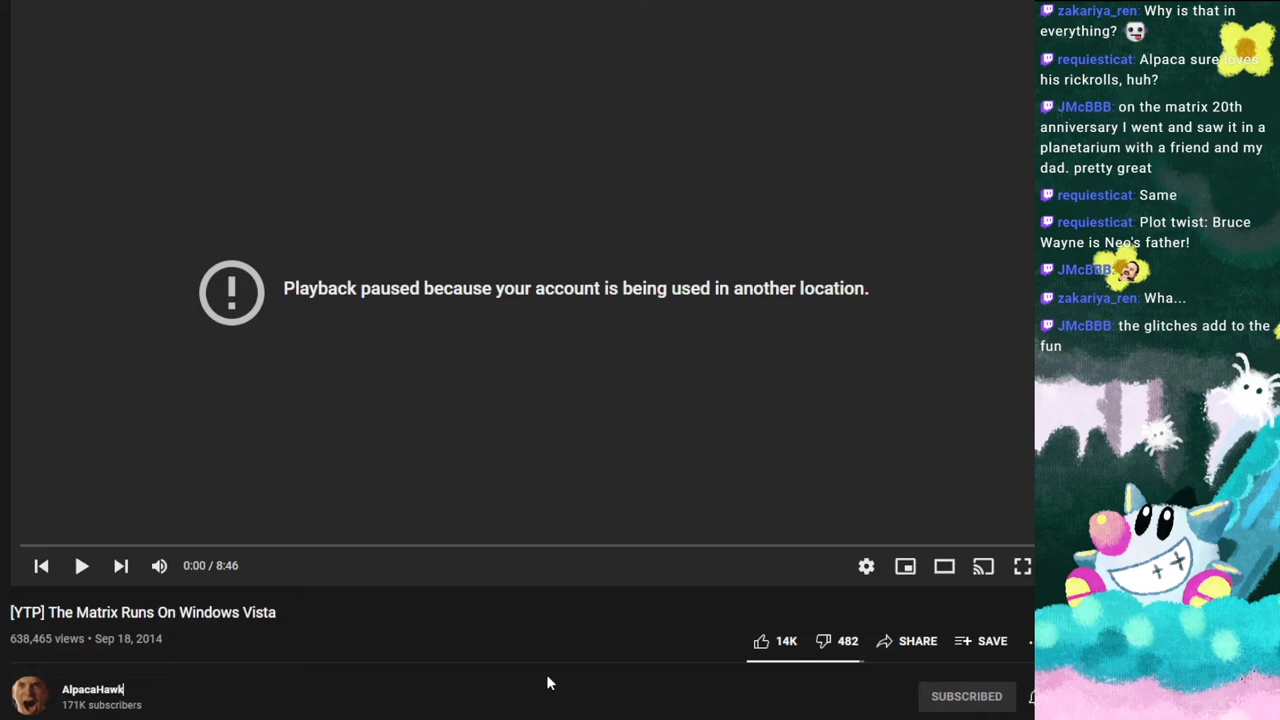 Playback paused because your account is being used in another location.
0:00 / 8:46
[YTP] The Matrix Runs On Windows Vista
638,465 views • Sep 18, 2014
14K
482
SHARE
SAVE
AlpacaHawk
171K subscribers
SUBSCRIBED
zakariya_ren: Why is that in
everything?
requiesticat: Alpaca sure loves
his rickrolls, huh?
JMcBBB: on the matrix 20th
anniversary I went and saw it in a
planetarium with a friend and my
dad. pretty great
requiesticat: Same
requiesticat: Plot twist: Bruce
Wayne is Neo's father!
JMcBBB:
zakariya_ren: Wha...
JMcBBB: the glitches add to the
fun